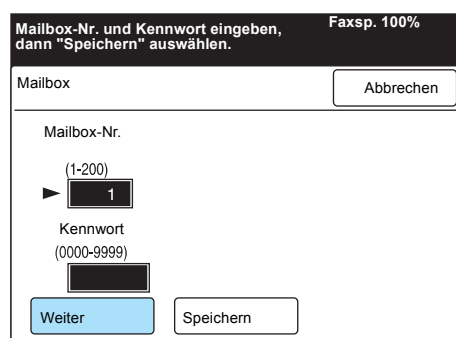 Mailbox-Nr. und Kennwort eingeben,
dann "Speichern" auswählen.
Faxsp. 100%
Mailbox
Abbrechen
Mailbox-Nr.
(1-200)
1
Kennwort
(0000-9999)
Weiter
Speichern